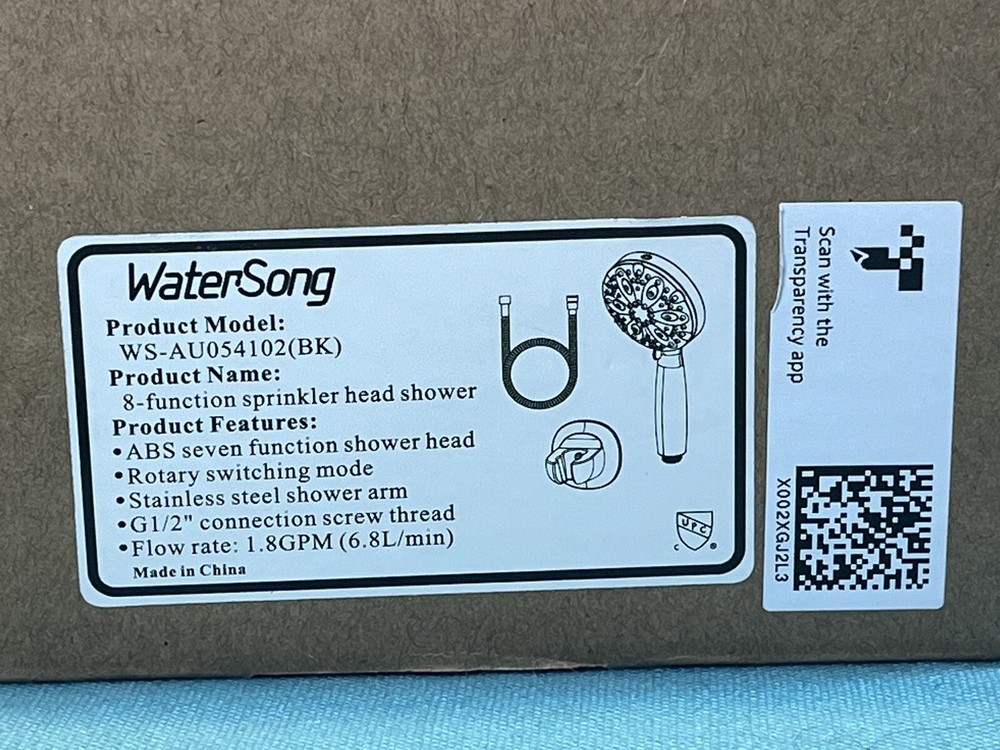 WaterSong
Product Model:
WS-AU054102(BK)
Product Name:
8-function sprinkler head shower
Product Features:
•ABS seven function shower head
•Rotary switching mode
•Stainless steel shower arm
•G1/2" connection screw thread
•Flow rate: 1.8GPM (6.8L/min)
Made in China
UPC
c ®
Scan with the
Transparency app
X002XGJ2L3